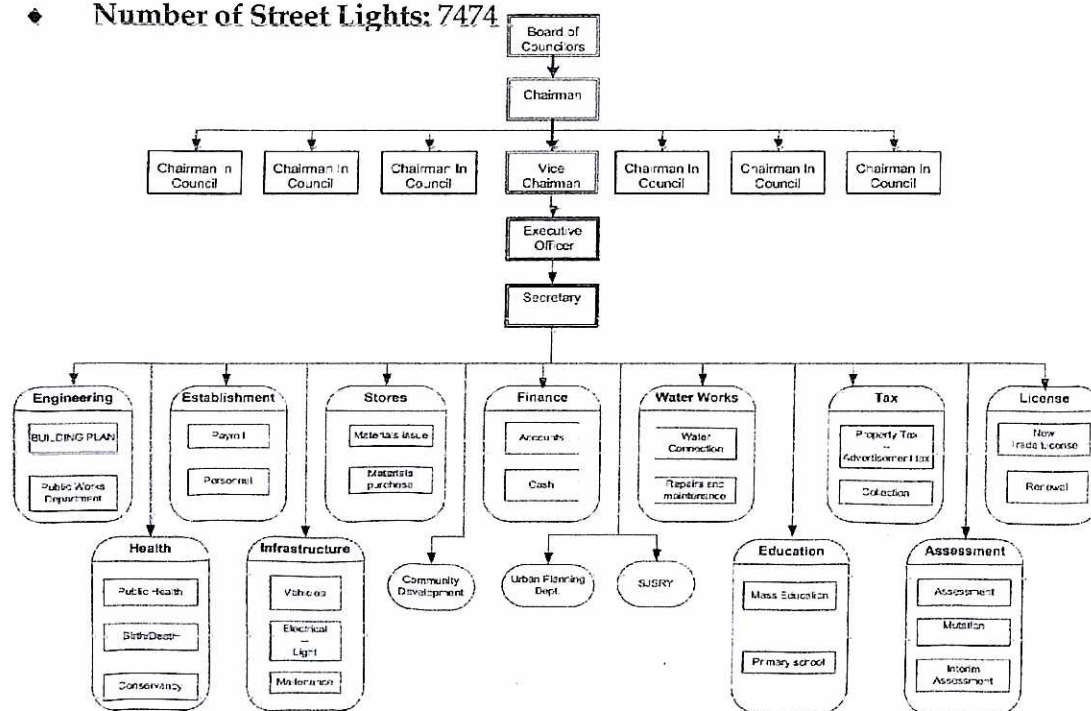 ◆ Number of Street Lights: 7474
Board of
Councilors
Chairman
Chairman In
Council
Chairman In
Council
Chairman In
Council
Vice
Chairman
Chairman In
Council
Chairman In
Council
Chairman In
Council
Executive
Officer
Secretary
Engineering
BUILDING PLAN
Public Works
Department
Establishment
Payroll
Personnel
Stores
Materials Issue
Materials
purchase
Finance
Accounts
Cash
Water Works
Water
Connection
Repairs and
maintenance
Tax
Property Tax
--
Advertisement tax
Collection
License
New
Trade License
Renewal
Health
Public Health
Birth/Death
Conservancy
Infrastructure
Vehicles
Electrical
--
Light
Community
Development
Urban Planning
Dept.
SJSRY
Education
Mass Education
Primary school
Assessment
Assessment
Mutation
Interim
Assessment